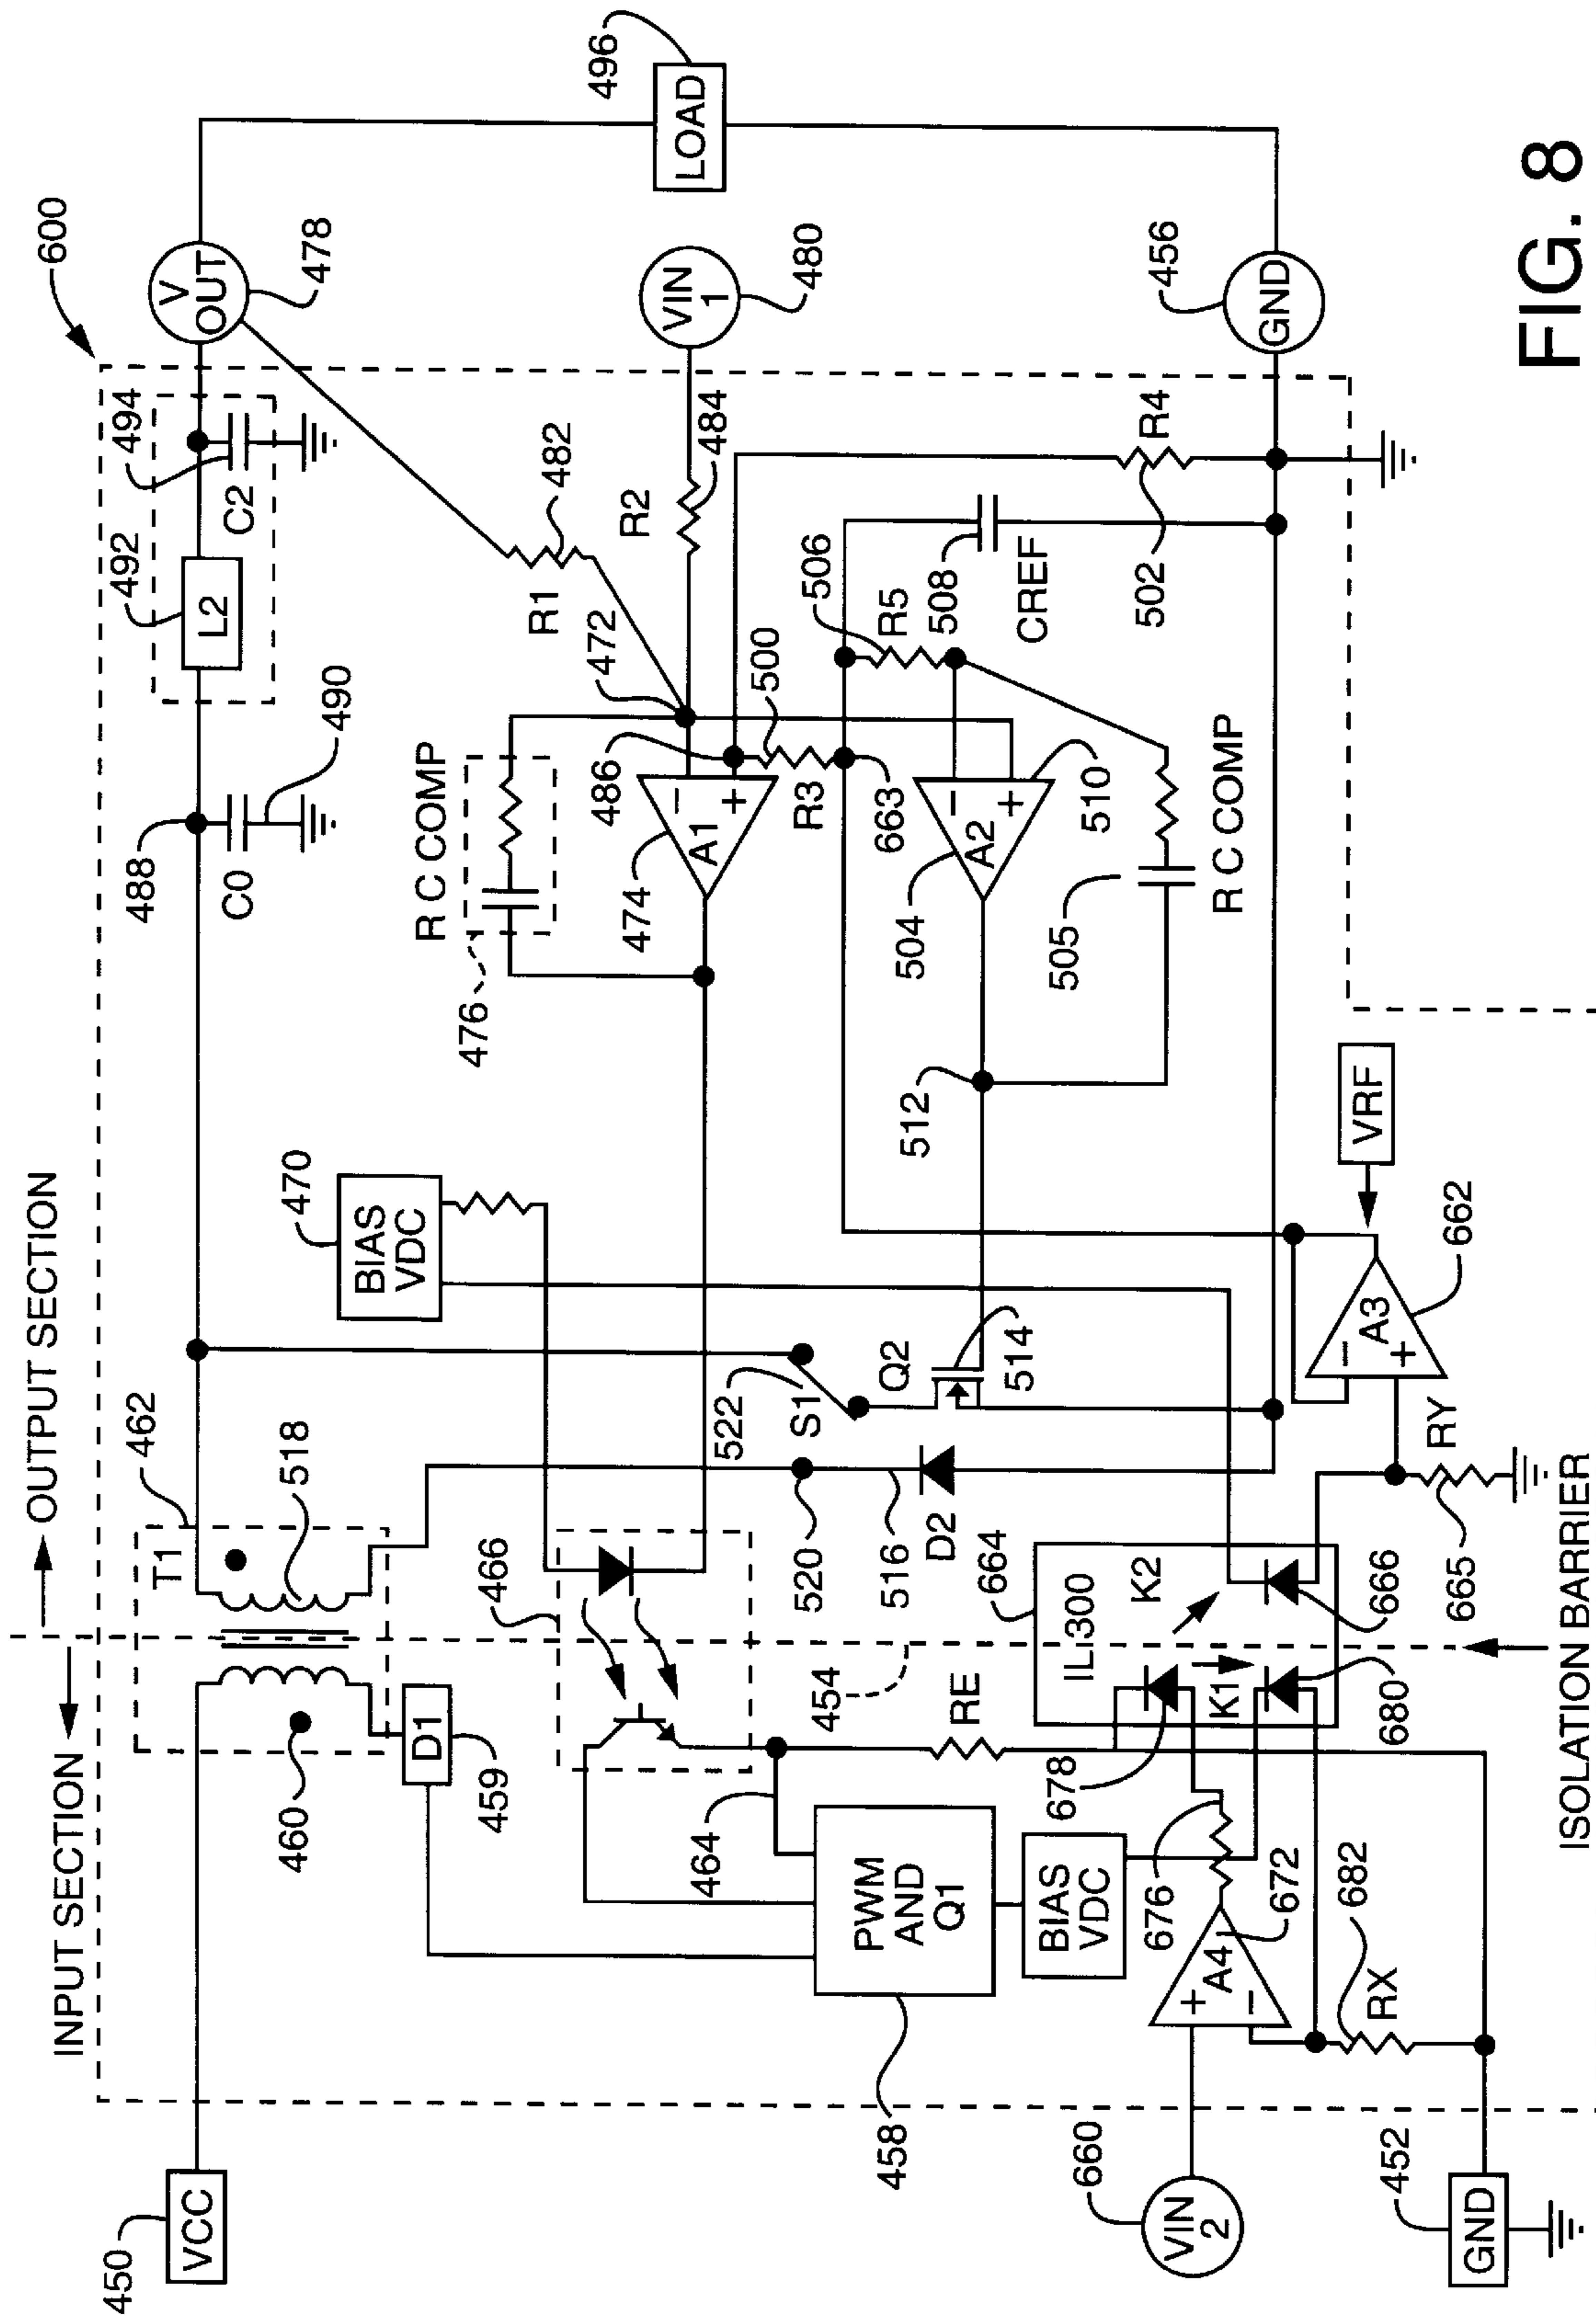 INPUT SECTION
OUTPUT SECTION
600
450
VCC
460
T1
462
518
D1
459
488
C0
490
492
L2
494
C2
V
OUT
478
496
LOAD
466
464
470
BIAS
VDC
R C COMP
476
472
R1
482
R2
484
VIN
1
480
486
474
A1
−
+
500
R3
663
458
PWM
AND
Q1
454
RE
520
516
D2
522
S1
Q2
514
512
504
A2
−
+
510
505
R C COMP
506
R5
508
CREF
502
R4
456
GND
BIAS
VDC
678
676
664
IL300
K2
K1
666
680
660
VIN
2
A4
+
−
672
682
RX
665
RY
A3
−
+
662
VRF
452
GND
ISOLATION BARRIER
FIG. 8